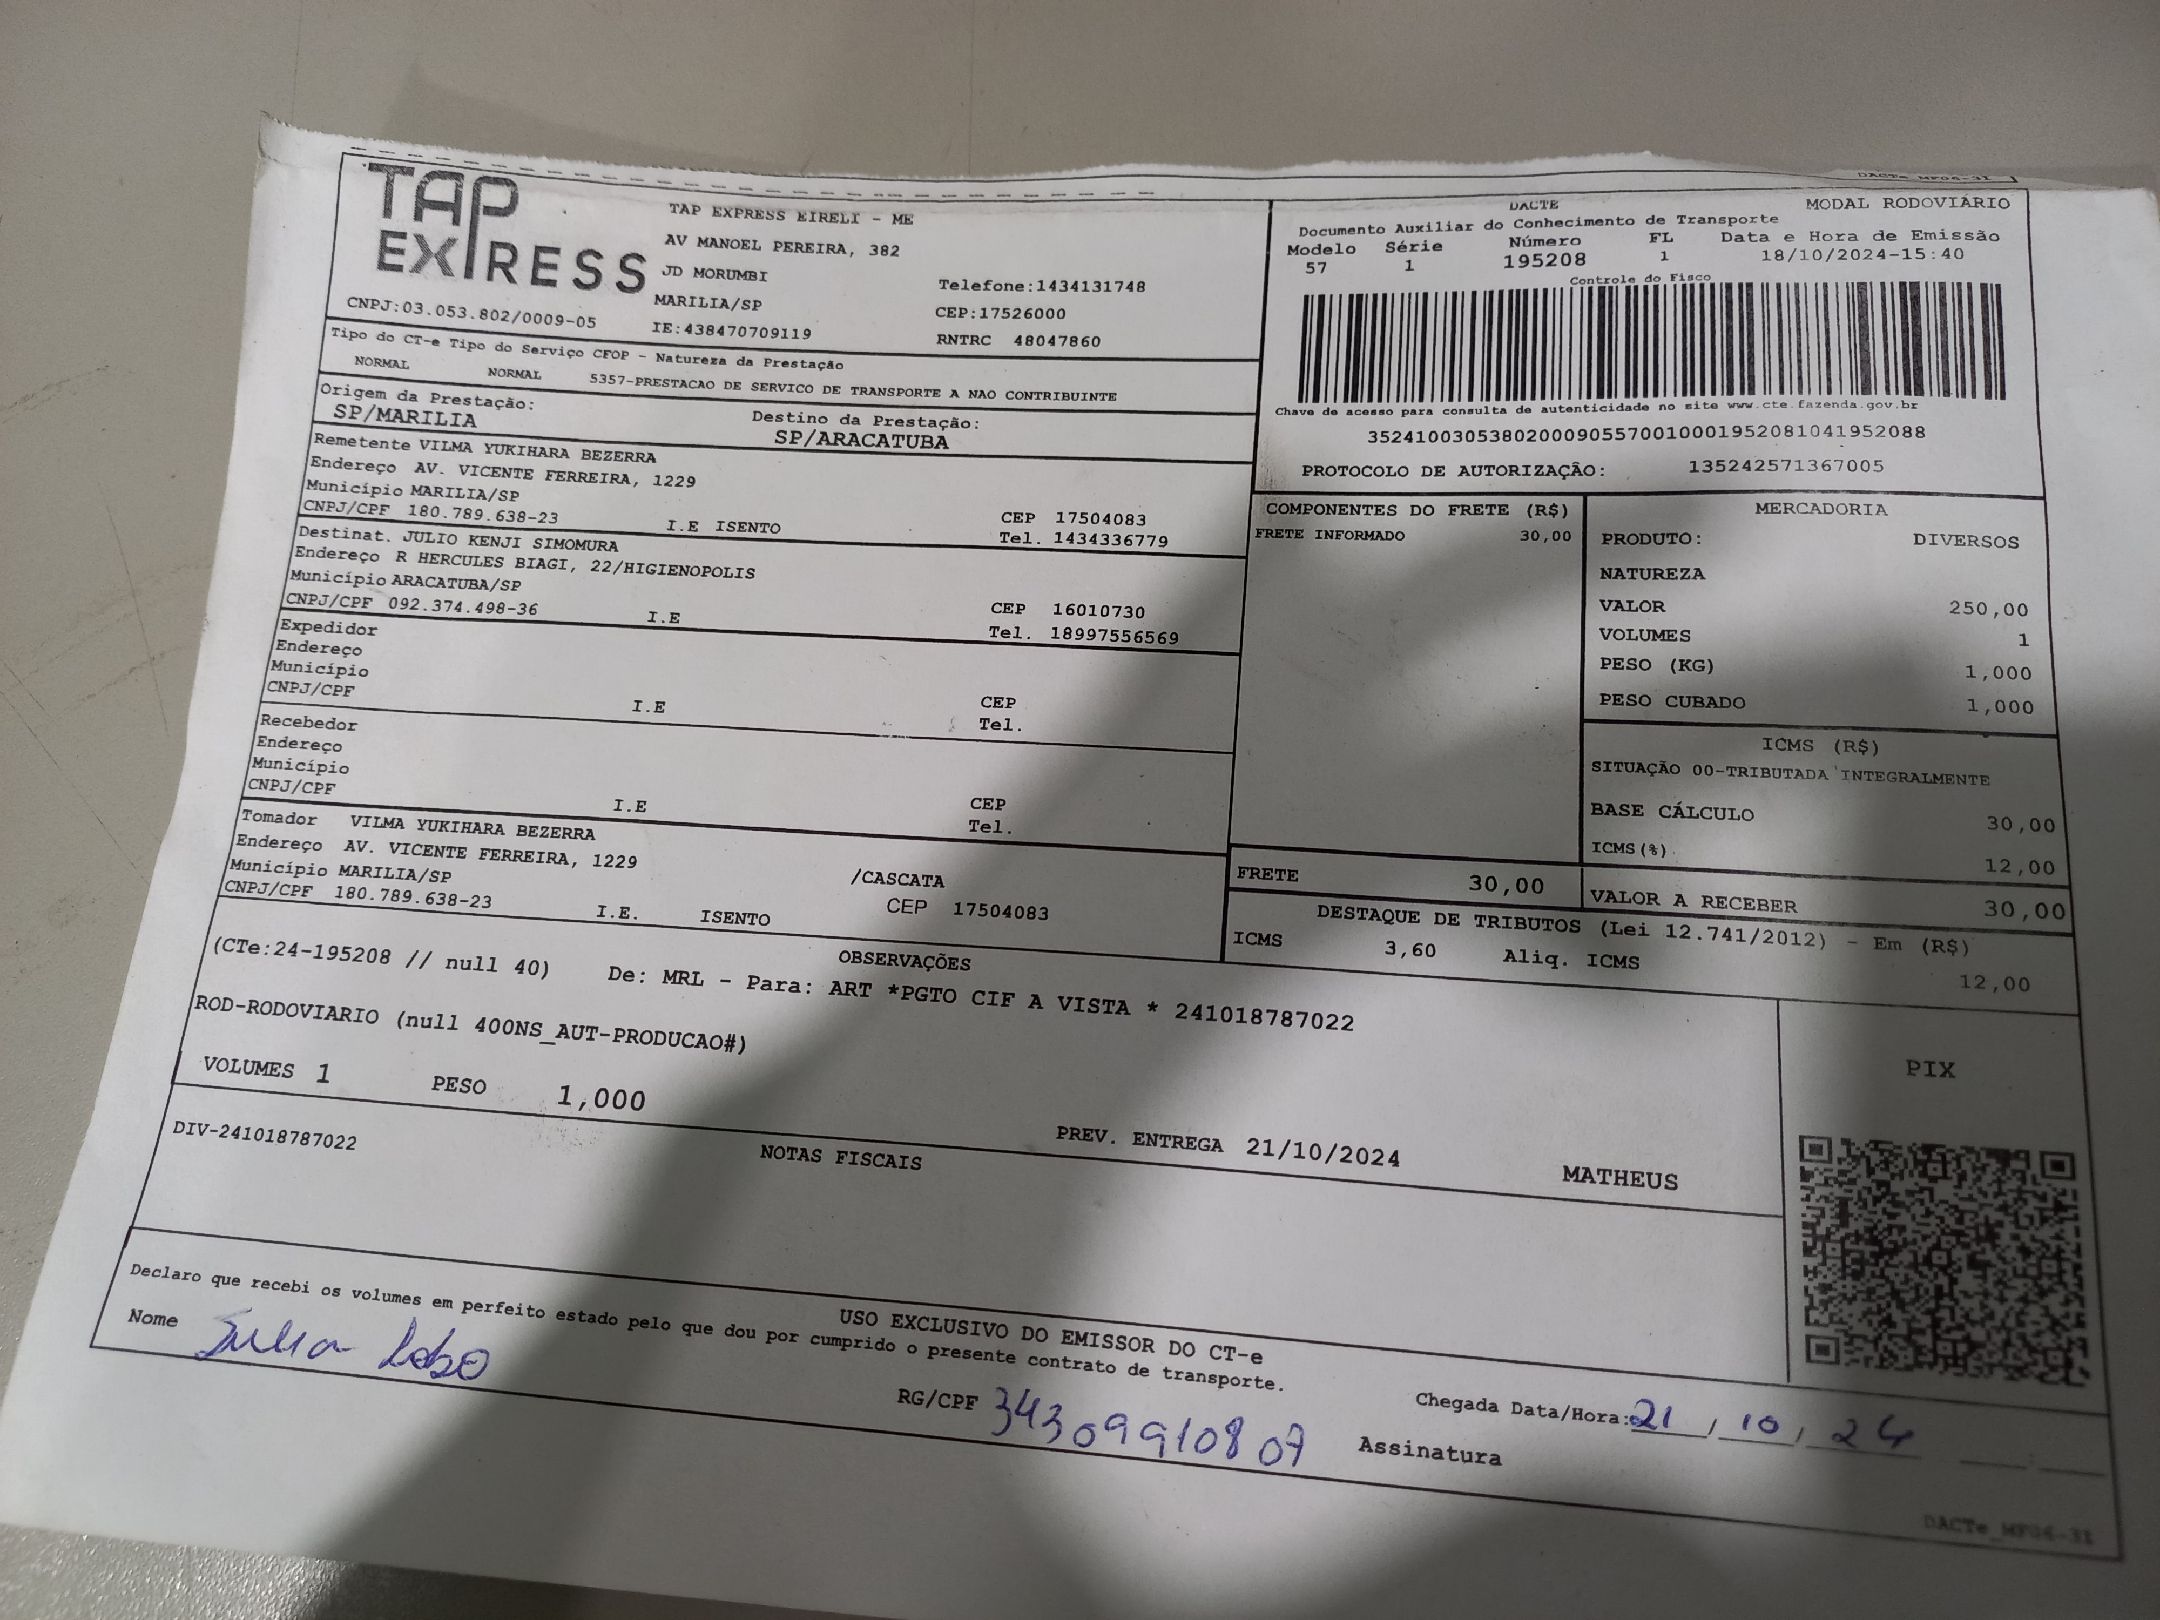 DACTe_MF04-31
TAP
EXPRESS
TAP EXPRESS EIRELI - ME
AV MANOEL PEREIRA, 382
JD MORUMBI
MARILIA/SP
Telefone:1434131748
CEP:17526000
CNPJ:03.053.802/0009-05
IE:438470709119
RNTRC 48047860
Tipo do CT-e Tipo do Serviço CFOP - Natureza da Prestação
NORMAL NORMAL 5357-PRESTACAO DE SERVICO DE TRANSPORTE A NAO CONTRIBUINTE
Origem da Prestação: Destino da Prestação:
SP/MARILIA SP/ARACATUBA
DACTE MODAL RODOVIÁRIO
Documento Auxiliar do Conhecimento de Transporte
Modelo Série Número FL Data e Hora de Emissão
57 1 195208 1 18/10/2024-15:40
Controle do Fisco
Chave de acesso para consulta de autenticidade no site www.cte.fazenda.gov.br
35241003053802000905570010001952081041952088
PROTOCOLO DE AUTORIZAÇÃO: 135242571367005
Remetente VILMA YUKIHARA BEZERRA
Endereço AV. VICENTE FERREIRA, 1229
Município MARILIA/SP CEP 17504083
CNPJ/CPF 180.789.638-23 I.E ISENTO Tel. 1434336779
Destinat. JULIO KENJI SIMOMURA
Endereço R HERCULES BIAGI, 22/HIGIENOPOLIS
Município ARACATUBA/SP CEP 16010730
CNPJ/CPF 092.374.498-36 I.E Tel. 18997556569
Expedidor
Endereço
Município CEP
CNPJ/CPF I.E Tel.
Recebedor
Endereço
Município CEP
CNPJ/CPF I.E Tel.
Tomador VILMA YUKIHARA BEZERRA
Endereço AV. VICENTE FERREIRA, 1229 /CASCATA
Município MARILIA/SP CEP 17504083
CNPJ/CPF 180.789.638-23 I.E. ISENTO
COMPONENTES DO FRETE (R$)
FRETE INFORMADO 30,00
FRETE 30,00
MERCADORIA
PRODUTO: DIVERSOS
NATUREZA
VALOR 250,00
VOLUMES 1
PESO (KG) 1,000
PESO CUBADO 1,000
ICMS (R$)
SITUAÇÃO 00-TRIBUTADA INTEGRALMENTE
BASE CÁLCULO 30,00
ICMS(%) 12,00
VALOR A RECEBER 30,00
DESTAQUE DE TRIBUTOS (Lei 12.741/2012) - Em (R$)
ICMS 3,60 Aliq. ICMS 12,00
OBSERVAÇÕES
(CTe:24-195208 // null 40) De: MRL - Para: ART *PGTO CIF A VISTA * 241018787022
ROD-RODOVIARIO (null 400NS_AUT-PRODUCAO#)
VOLUMES 1 PESO 1,000 PREV. ENTREGA 21/10/2024 MATHEUS
PIX
NOTAS FISCAIS
DIV-241018787022
USO EXCLUSIVO DO EMISSOR DO CT-e
Declaro que recebi os volumes em perfeito estado pelo que dou por cumprido o presente contrato de transporte.
Nome Julia Lobo RG/CPF 34309910807 Chegada Data/Hora: 21/10/24
Assinatura
DACTe_MF04-31